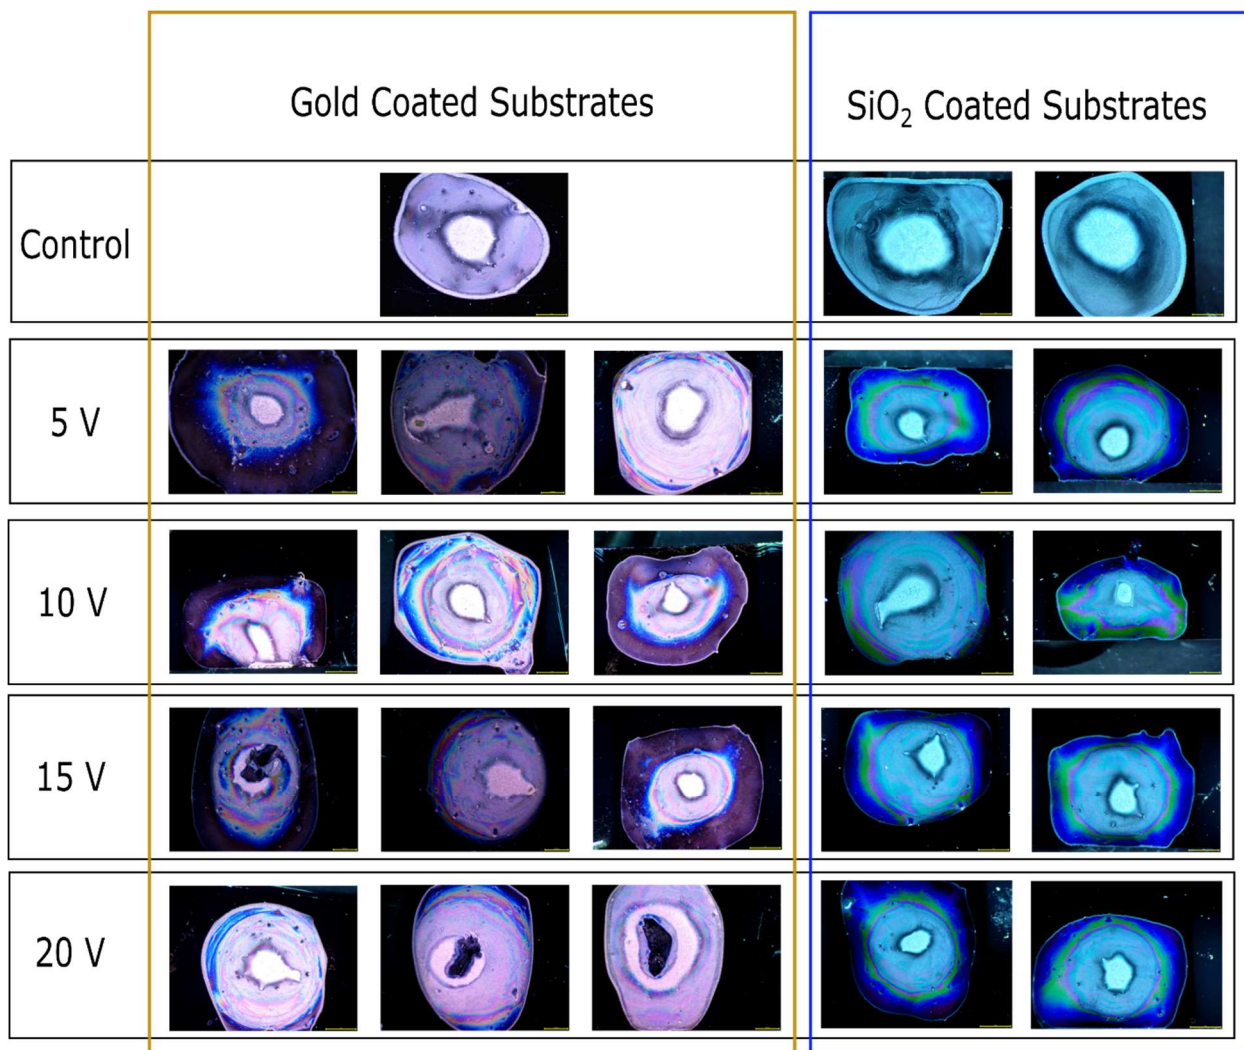 Gold Coated Substrates
SiO₂ Coated Substrates
Control
5 V
10 V
15 V
20 V